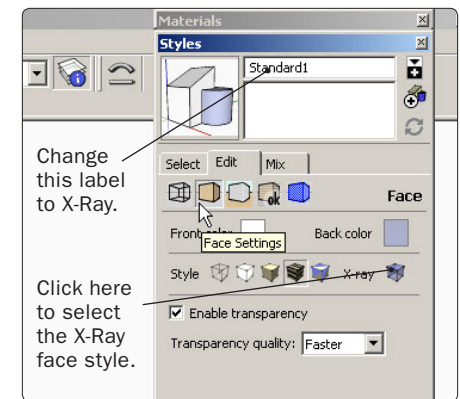 Materials
Styles
Standard1
Change
this label
to X-Ray.
Select Edit Mix
ok
Face
Front color Back color
Face Settings
Style X-ray
Click here
to select
the X-Ray
face style.
Enable transparency
Transparency quality: Faster